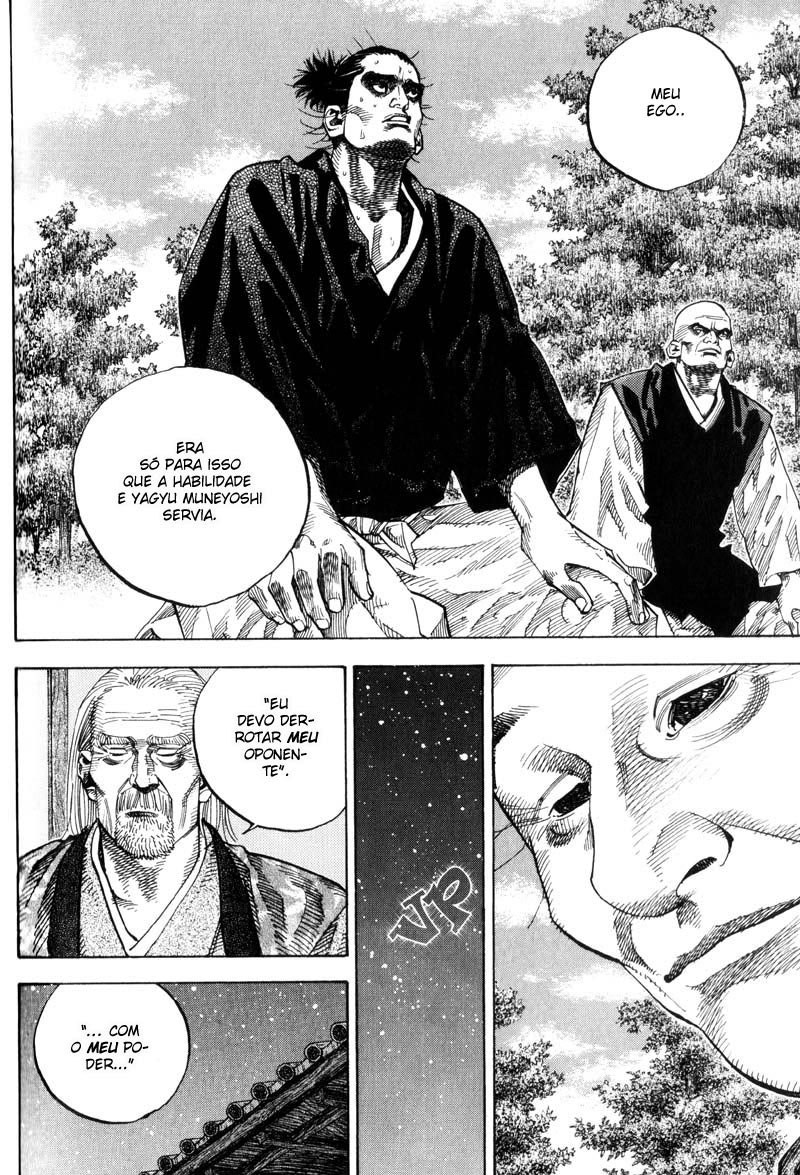 MEU
EGO..
ERA
SÓ PARA ISSO
QUE A HABILIDADE
E YAGYU MUNEYOSHI
SERVIA.
"EU
DEVO DER-
ROTAR MEU
OPONEN-
TE".
VP
"... COM
O MEU PO-
DER..."